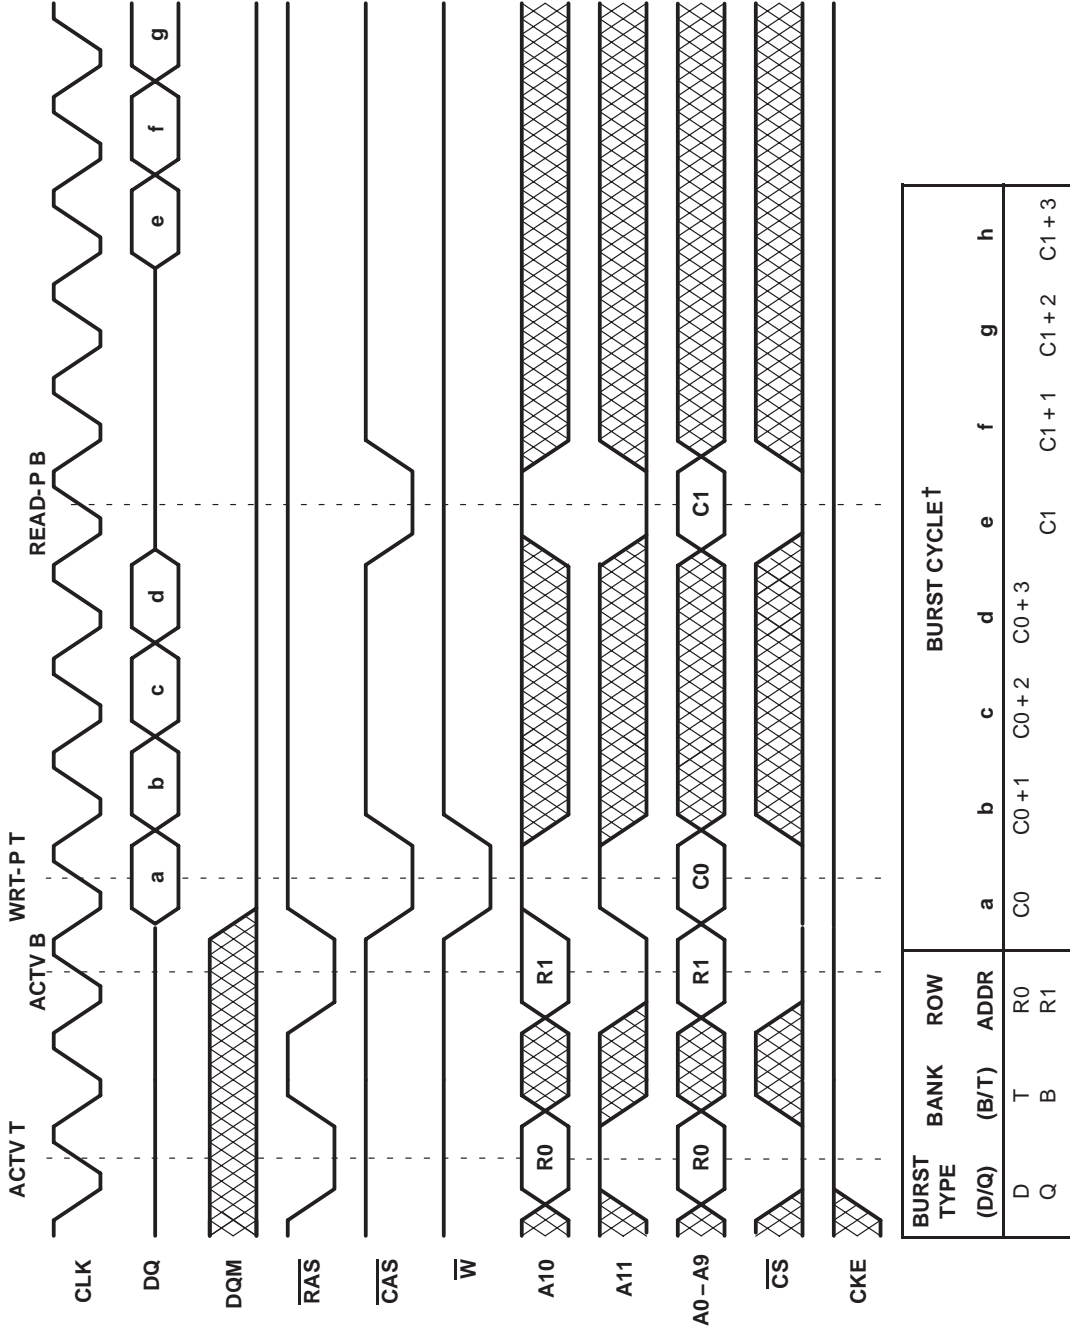 ACTV T ACTV B WRT-P T READ-P B
CLK
DQ a b c d e f g
DQM
RAS
CAS
W
A10 R0 R1
A11
A0 – A9 R0 R1 C0 C1
CS
CKE
BURST TYPE (D/Q) BANK (B/T) ROW ADDR BURST CYCLE†
a b c d e f g h
D T R0 C0 C0 + 1 C0 + 2 C0 + 3
Q B R1 C1 C1 + 1 C1 + 2 C1 + 3